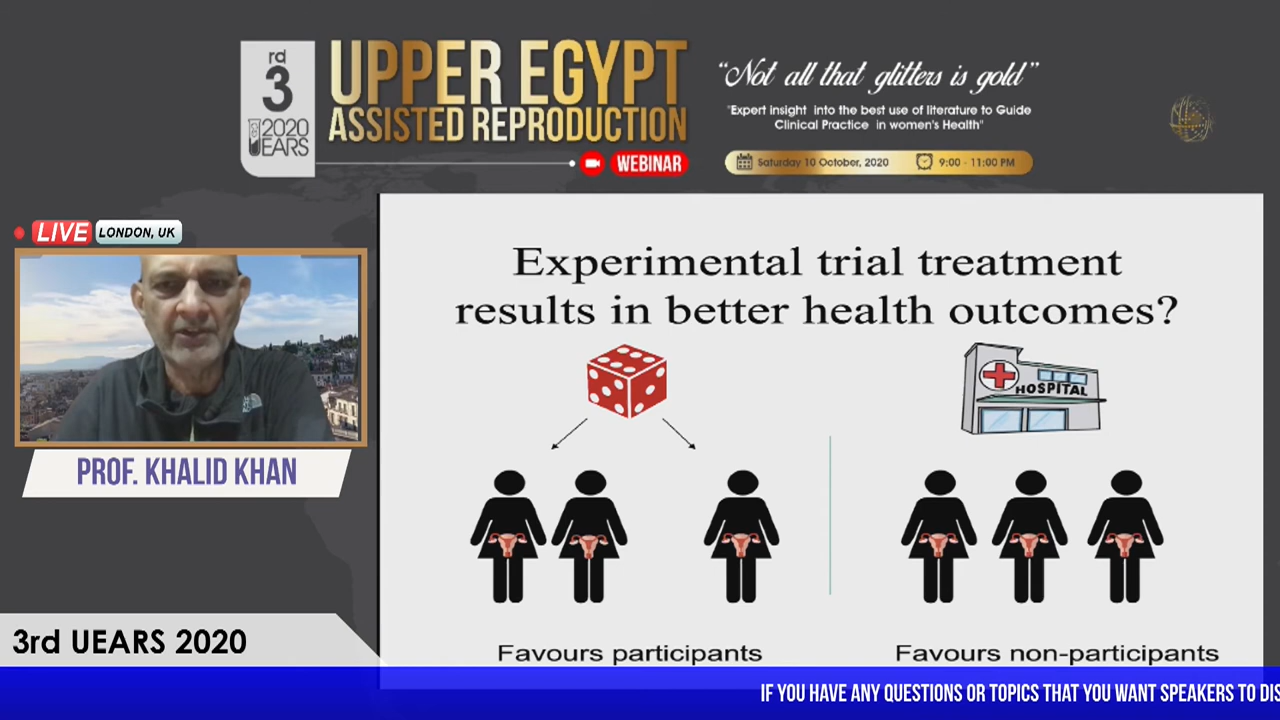 rd
3
2020
UEARS
UPPER EGYPT
ASSISTED REPRODUCTION
WEBINAR
“Not all that glitters is gold”
"Expert insight into the best use of literature to Guide
Clinical Practice in women's Health"
Saturday 10 October, 2020
9:00 - 11:00 PM
LIVE
LONDON, UK
PROF. KHALID KHAN
Experimental trial treatment
results in better health outcomes?
HOSPITAL
Favours participants
Favours non-participants
3rd UEARS 2020
IF YOU HAVE ANY QUESTIONS OR TOPICS THAT YOU WANT SPEAKERS TO DIS